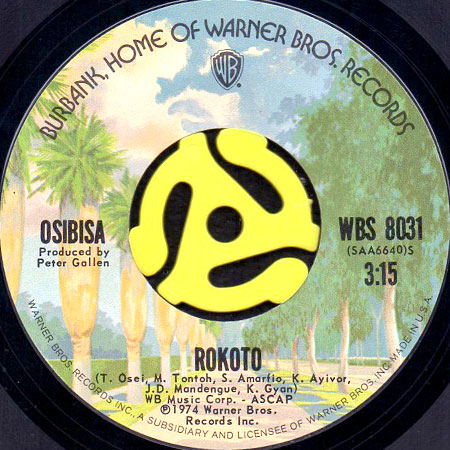 BURBANK, HOME OF WARNER BROS. RECORDS
WB
OSIBISA
Produced by
Peter Gallen
WBS 8031
(SAA6640)S
3:15
ROKOTO
(T. Osei, M. Tontoh, S. Amarfio, K. Ayivor,
J.D. Mandengue, K. Gyan)
WB Music Corp. - ASCAP
℗1974 Warner Bros.
Records Inc.
WARNER BROS. RECORDS INC., A SUBSIDIARY AND LICENSEE OF WARNER BROS. INC. MADE IN U.S.A.